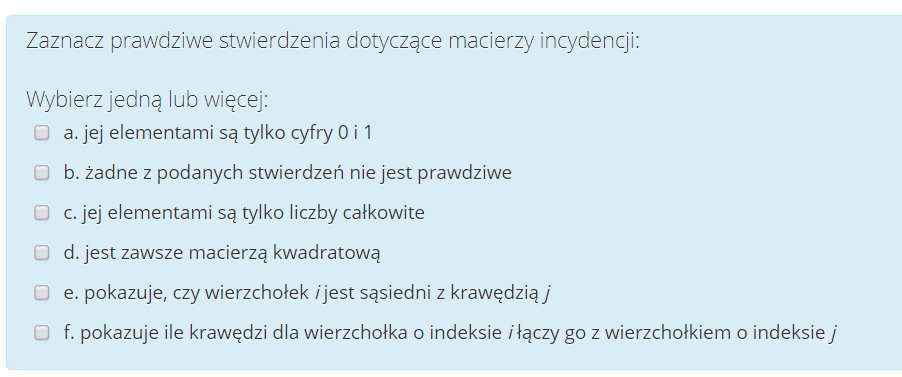 Zaznacz prawdziwe stwierdzenia dotyczące macierzy incydencji:
Wybierz jedną lub więcej:
a. jej elementami są tylko cyfry 0 i 1
b. żadne z podanych stwierdzeń nie jest prawdziwe
c. jej elementami są tylko liczby całkowite
d. jest zawsze macierzą kwadratową
e. pokazuje, czy wierzchołek i jest sąsiedni z krawędzią j
f. pokazuje ile krawędzi dla wierzchołka o indeksie i łączy go z wierzchołkiem o indeksie j